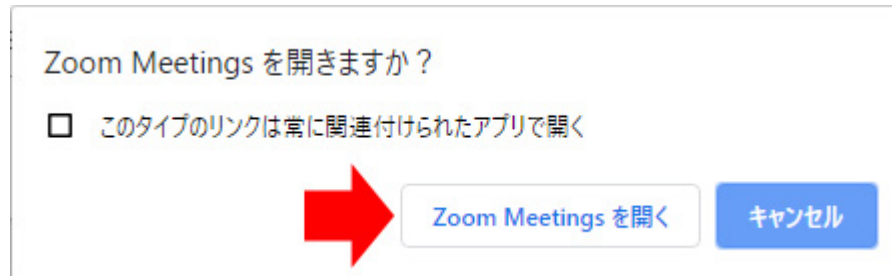 Zoom Meetings を開きますか？
このタイプのリンクは常に関連付けられたアプリで開く
Zoom Meetings を開く
キャンセル